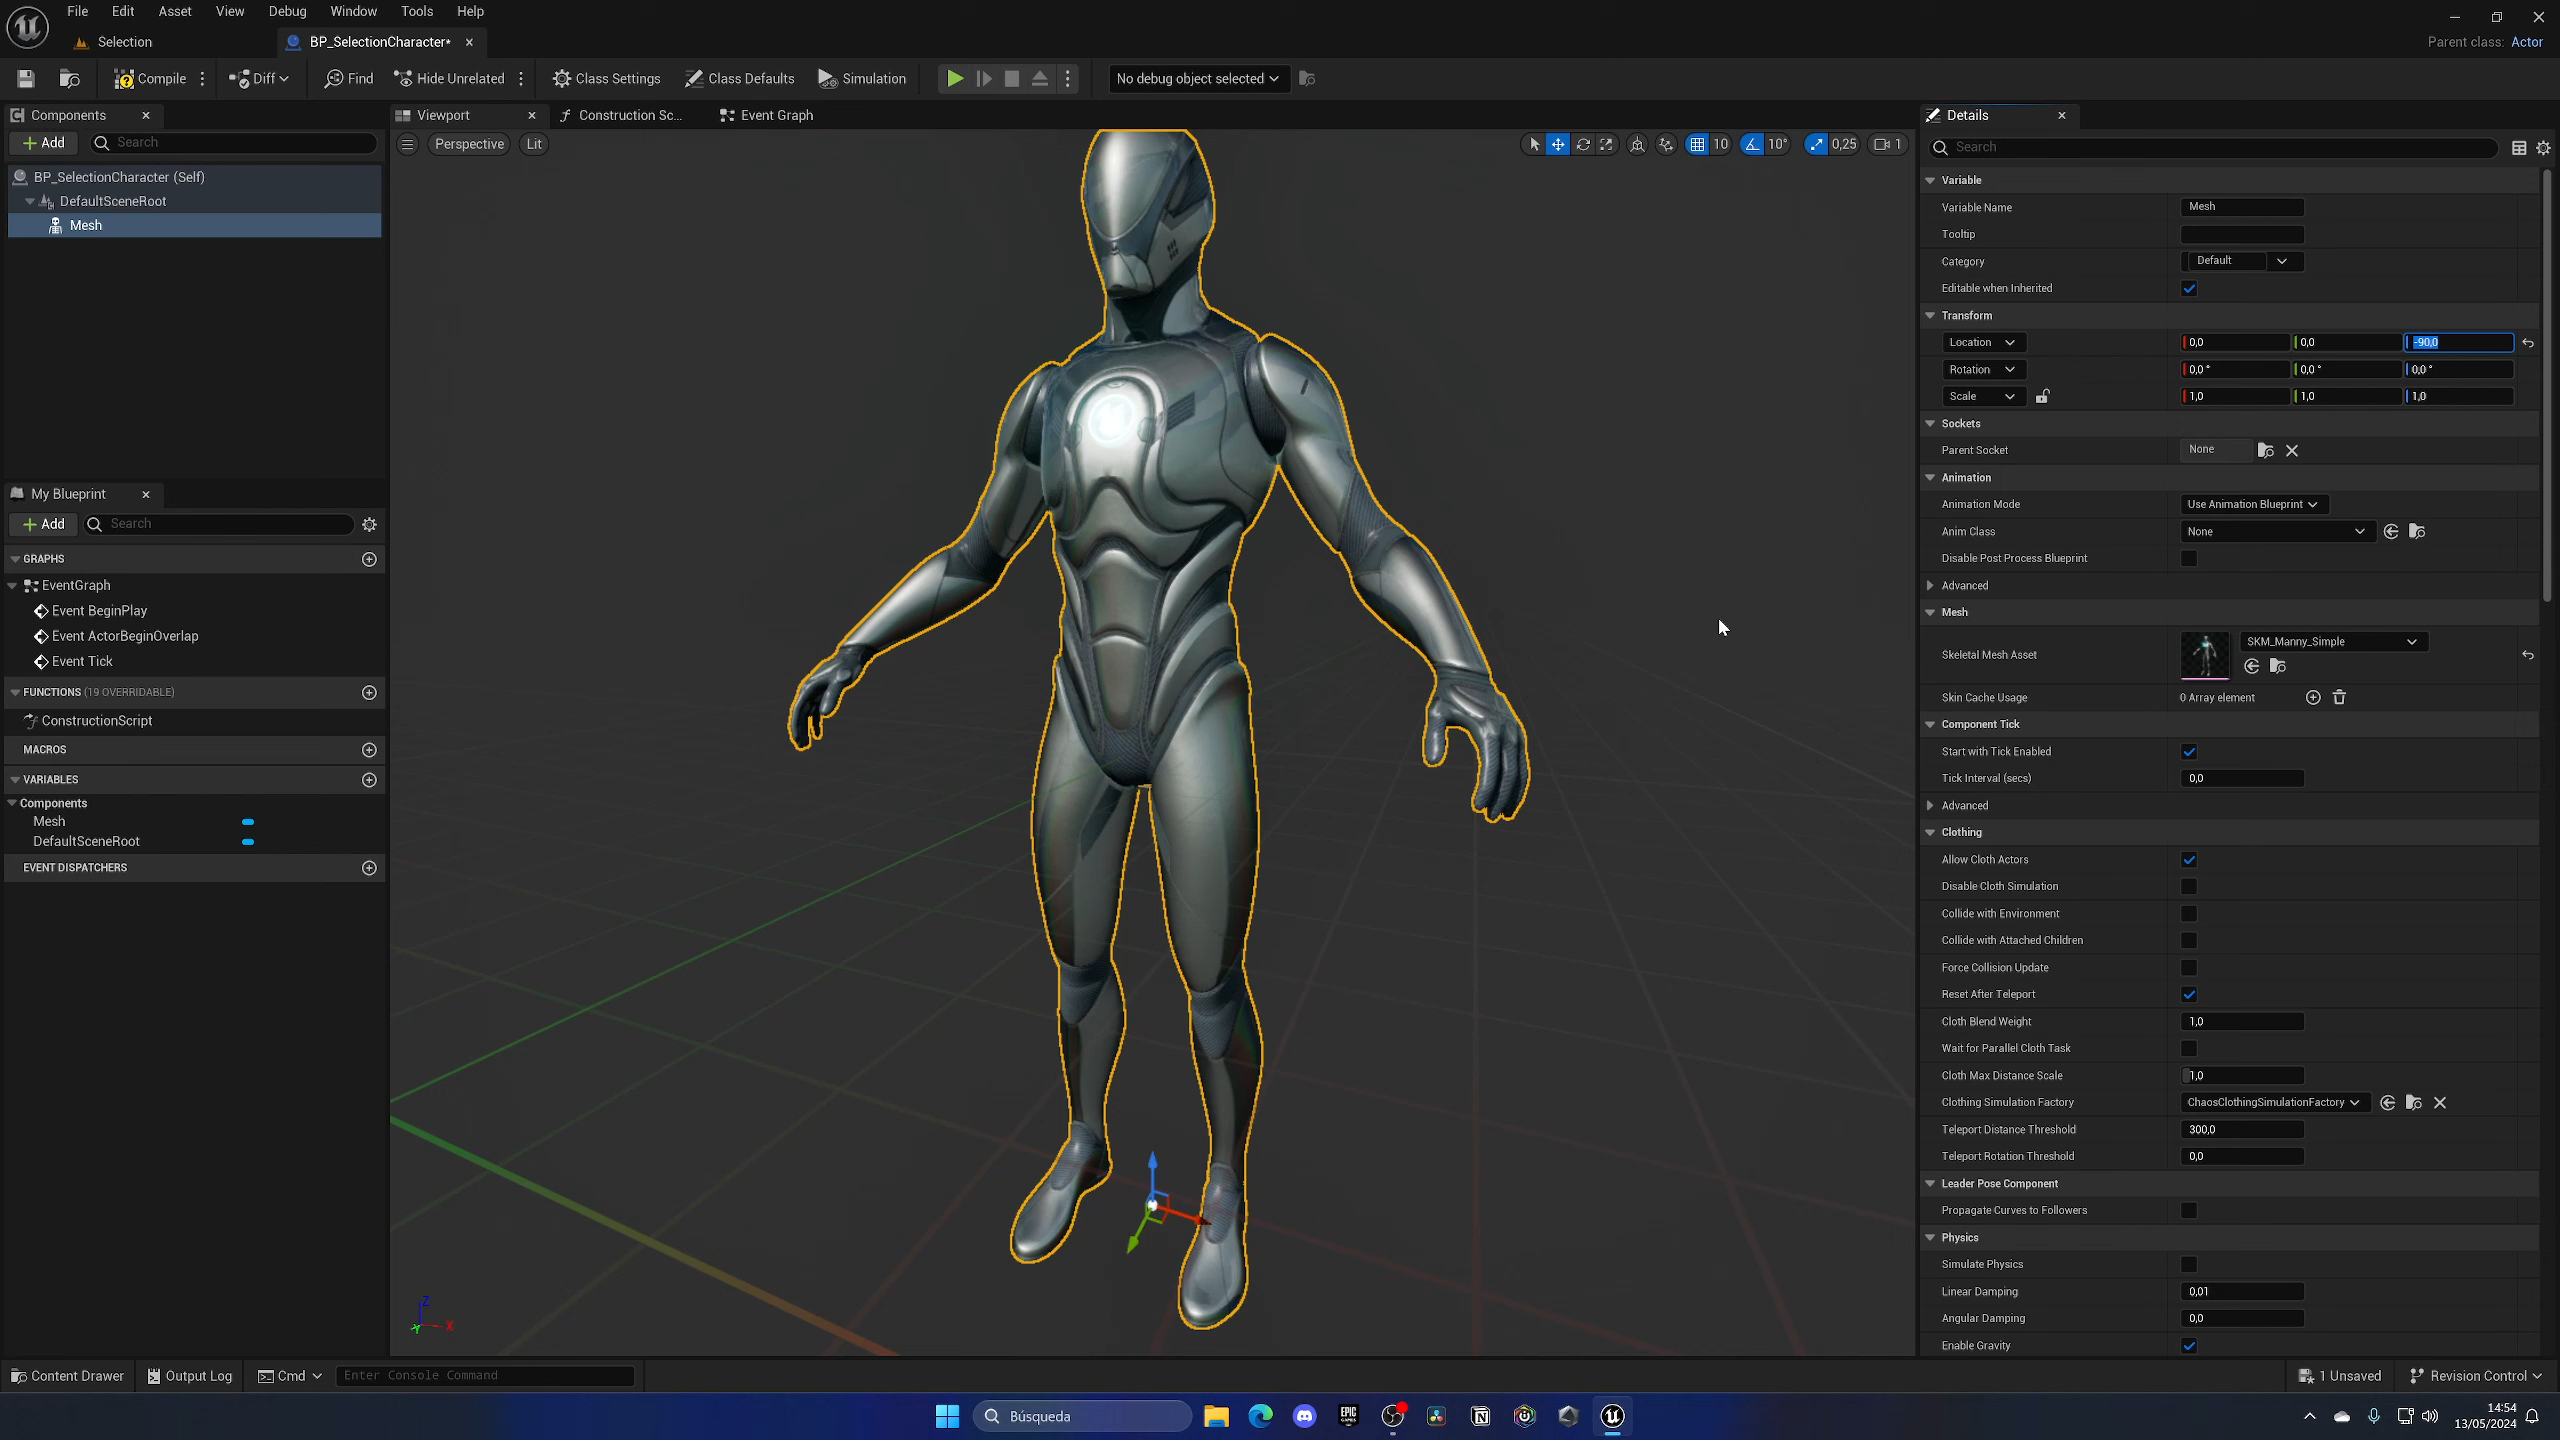 File Edit Asset View Debug Window Tools Help
Selection
BP_SelectionCharacter*
Parent class: Actor
Compile
Diff
Find
Hide Unrelated
Class Settings
Class Defaults
Simulation
No debug object selected
Components
Viewport
Construction Sc...
Event Graph
Details
Add
Search
Perspective
Lit
10
10°
0,25
1
Search
BP_SelectionCharacter (Self)
DefaultSceneRoot
Mesh
My Blueprint
Add
Search
GRAPHS
EventGraph
Event BeginPlay
Event ActorBeginOverlap
Event Tick
FUNCTIONS (19 OVERRIDABLE)
ConstructionScript
MACROS
VARIABLES
Components
Mesh
DefaultSceneRoot
EVENT DISPATCHERS
Z
Y
X
Variable
Variable Name Mesh
Tooltip
Category Default
Editable when Inherited
Transform
Location 0,0 0,0 -90,0
Rotation 0,0 ° 0,0 ° 0,0 °
Scale 1,0 1,0 1,0
Sockets
Parent Socket None
Animation
Animation Mode Use Animation Blueprint
Anim Class None
Disable Post Process Blueprint
Advanced
Mesh
Skeletal Mesh Asset SKM_Manny_Simple
Skin Cache Usage 0 Array element
Component Tick
Start with Tick Enabled
Tick Interval (secs) 0,0
Advanced
Clothing
Allow Cloth Actors
Disable Cloth Simulation
Collide with Environment
Collide with Attached Children
Force Collision Update
Reset After Teleport
Cloth Blend Weight 1,0
Wait for Parallel Cloth Task
Cloth Max Distance Scale 1,0
Clothing Simulation Factory ChaosClothingSimulationFactory
Teleport Distance Threshold 300,0
Teleport Rotation Threshold 0,0
Leader Pose Component
Propagate Curves to Followers
Physics
Simulate Physics
Linear Damping 0,01
Angular Damping 0,0
Enable Gravity
Content Drawer
Output Log
Cmd
Enter Console Command
1 Unsaved
Revision Control
Búsqueda
EPIC GAMES
14:54
13/05/2024